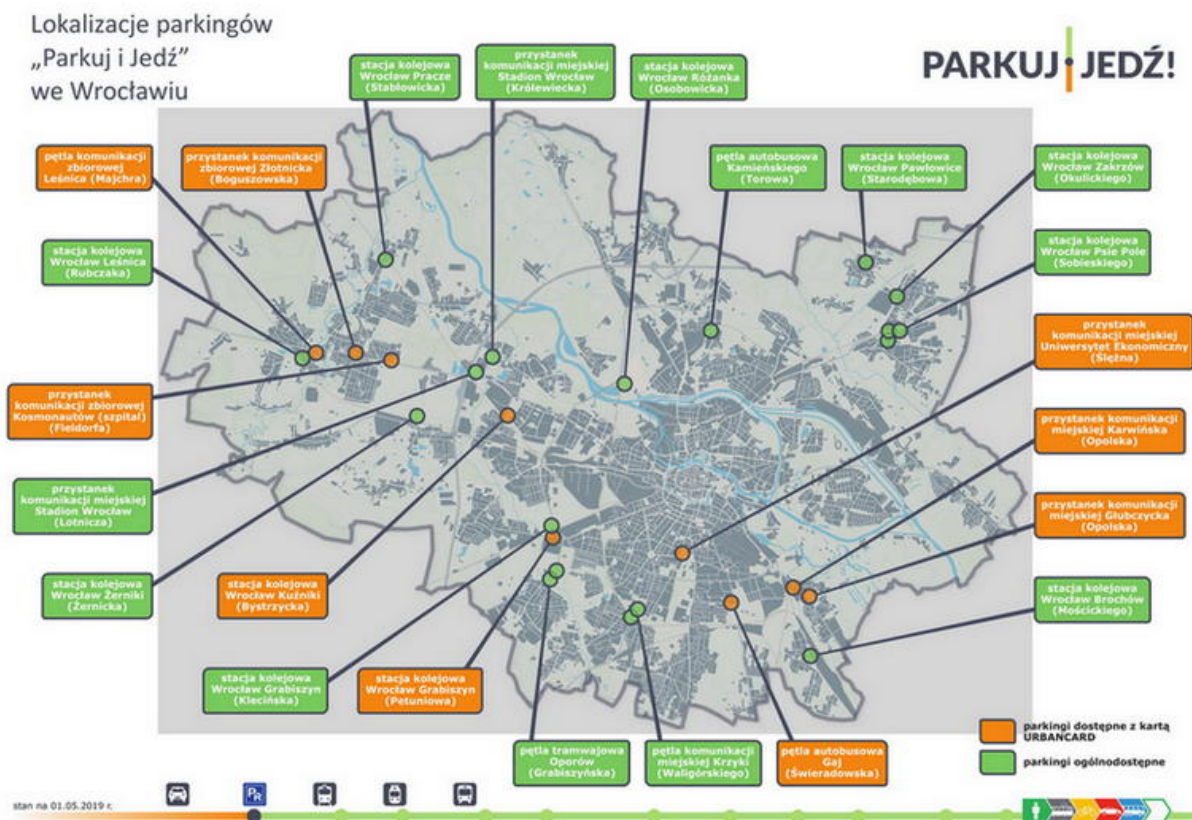 Lokalizacje parkingów
„Parkuj i Jedź”
we Wrocławiu
PARKUJ i JEDŹ!
stacja kolejowa
Wrocław Pracze
(Stabłowicka)
przystanek
komunikacji miejskiej
Stadion Wrocław
(Królewiecka)
stacja kolejowa
Wrocław Różanka
(Osobowicka)
pętla komunikacji
zbiorowej
Leśnica (Majchra)
przystanek komunikacji
zbiorowej Złotnicka
(Boguszowska)
pętla autobusowa
Kamieńskiego
(Torowa)
stacja kolejowa
Wrocław Pawłowice
(Starodębowa)
stacja kolejowa
Wrocław Zakrzów
(Okulickiego)
stacja kolejowa
Wrocław Leśnica
(Rubczaka)
stacja kolejowa
Wrocław Psie Pole
(Sobieskiego)
przystanek
komunikacji miejskiej
Uniwersytet Ekonomiczny
(Ślężna)
przystanek
komunikacji zbiorowej
Kosmonautów (szpital)
(Fieldorfa)
przystanek komunikacji
miejskiej Karwińska
(Opolska)
przystanek
komunikacji miejskiej
Stadion Wrocław
(Lotnicza)
przystanek komunikacji
miejskiej Głubczycka
(Opolska)
stacja kolejowa
Wrocław Żerniki
(Żernicka)
stacja kolejowa
Wrocław Kuźniki
(Bystrzycka)
stacja kolejowa
Wrocław Brochów
(Mościckiego)
stacja kolejowa
Wrocław Grabiszyn
(Klecińska)
stacja kolejowa
Wrocław Grabiszyn
(Petuniowa)
pętla tramwajowa
Oporów
(Grabiszyńska)
pętla komunikacji
miejskiej Krzyki
(Waligórskiego)
pętla autobusowa
Gaj
(Świeradowska)
parkingi dostępne z kartą
URBANCARD
parkingi ogólnodostępne
stan na 01.05.2019 r.
PR